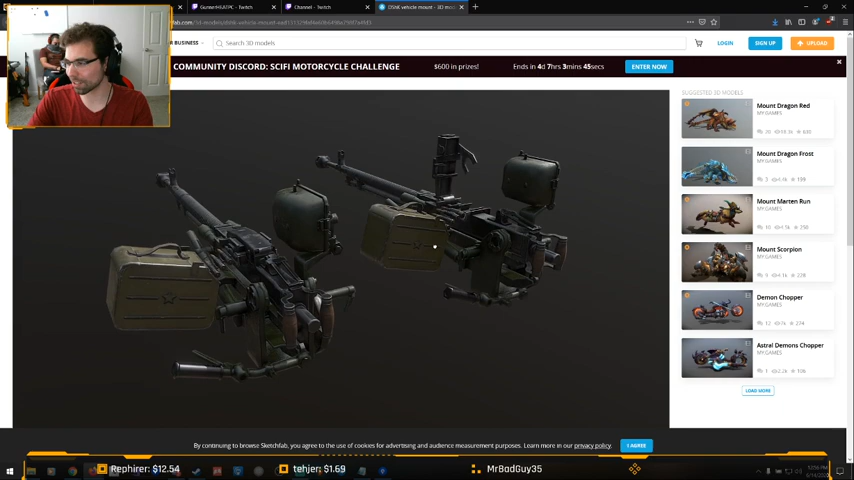 GunnerHEATPC - Twitch
Channel - Twitch
DShK vehicle mount - 3D mod
BUSINESS
Search 3D models
LOGIN
SIGN UP
UPLOAD
COMMUNITY DISCORD: SCIFI MOTORCYCLE CHALLENGE
$600 in prizes!
Ends in 4d 7hrs 3mins 45secs
ENTER NOW
SUGGESTED 3D MODELS
Mount Dragon Red
MY.GAMES
Mount Dragon Frost
MY.GAMES
Mount Marten Run
MY.GAMES
Mount Scorpion
MY.GAMES
Demon Chopper
MY.GAMES
Astral Demons Chopper
MY.GAMES
LOAD MORE
By continuing to browse Sketchfab, you agree to the use of cookies for advertising and audience measurement purposes. Learn more in our privacy policy.
I AGREE
Rephirer: $12.54
tehjer: $1.69
MrBadGuy35